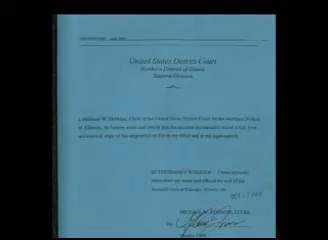 United States District Court
Northern District of Illinois
Eastern Division
I, Michael W. Dobbins, Clerk of the United States District Court for the Northern District
of Illinois, do hereby attest and certify that the annexed document(s) is(are) a full, true
and correct copy of the original(s) on file in my office and in my legal custody.
IN TESTIMONY WHEREOF, I have hereunto
subscribed my name and affixed the seal of the
foresaid Court at Chicago, Illinois, on
OCT
MICHAEL W. DOBBINS, CLERK
By:
Deputy Clerk